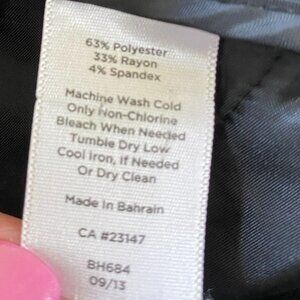 63% Polyester
33% Rayon
4% Spandex
Machine Wash Cold
Only Non-Chlorine
Bleach When Needed
Tumble Dry Low
Cool Iron, If Needed
Or Dry Clean
Made In Bahrain
CA #23147
BH684
09/13